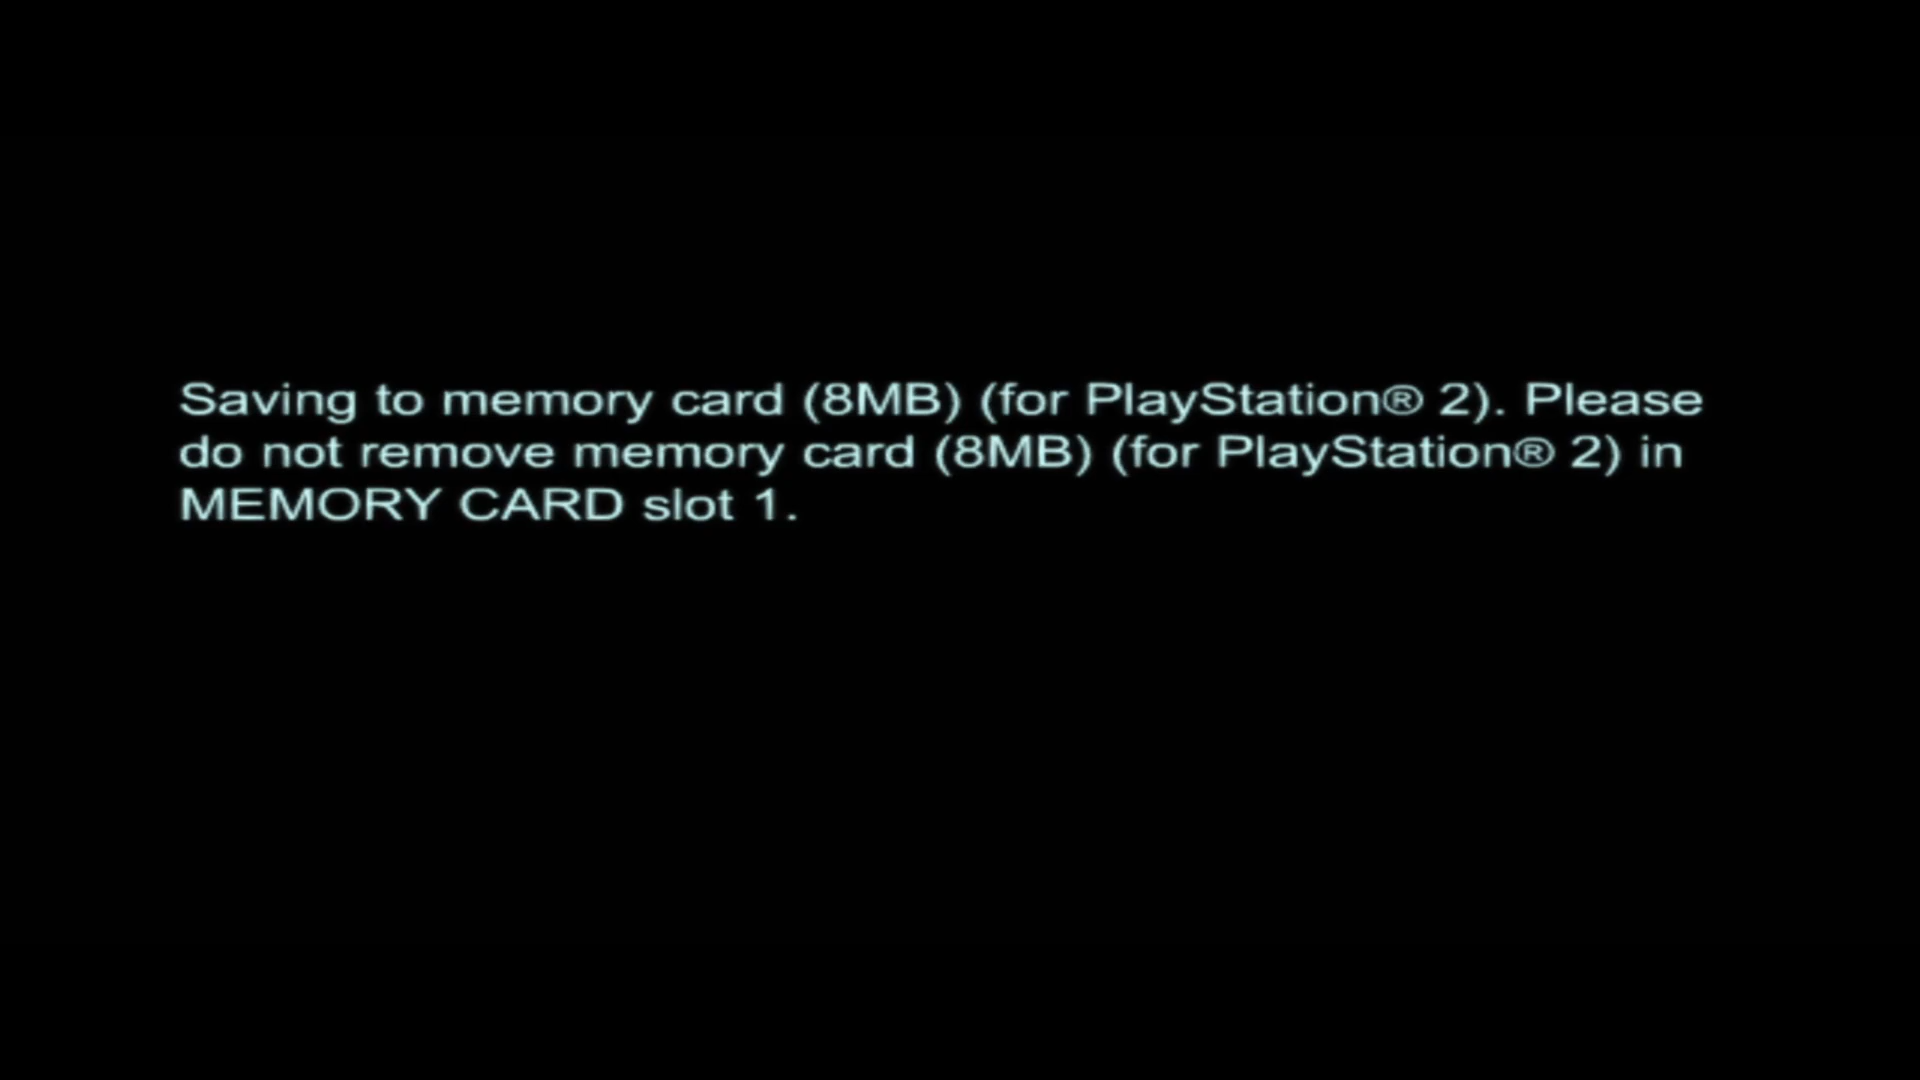 Saving to memory card (8MB) (for PlayStation® 2). Please
do not remove memory card (8MB) (for PlayStation® 2) in
MEMORY CARD slot 1.